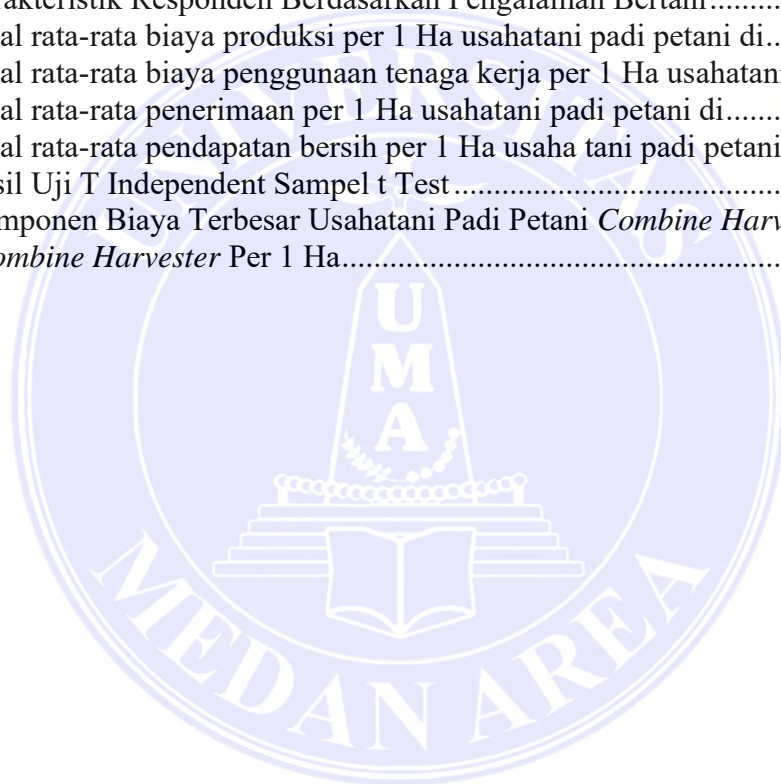 rakteristik Responden Berdasarkan Pengalaman Bertani..........
al rata-rata biaya produksi per 1 Ha usahatani padi petani di..
al rata-rata biaya penggunaan tenaga kerja per 1 Ha usahatani
al rata-rata penerimaan per 1 Ha usahatani padi petani di.......
al rata-rata pendapatan bersih per 1 Ha usaha tani padi petani
sil Uji T Independent Sampel t Test..........................................
mponen Biaya Terbesar Usahatani Padi Petani Combine Harv
ombine Harvester Per 1 Ha........................................................
UNIVERSITAS
U
M
A
MEDAN AREA